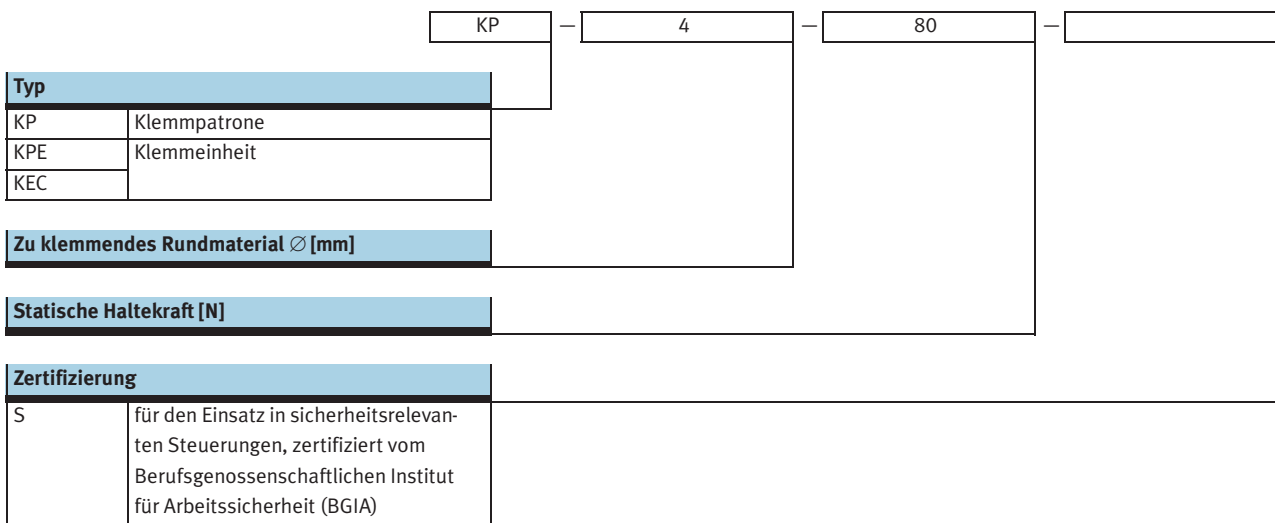 KP — 4 — 80 —
Typ
KP Klemmpatrone
KPE Klemmeinheit
KEC
Zu klemmendes Rundmaterial ∅ [mm]
Statische Haltekraft [N]
Zertifizierung
S für den Einsatz in sicherheitsrelevan-
ten Steuerungen, zertifiziert vom
Berufsgenossenschaftlichen Institut
für Arbeitssicherheit (BGIA)